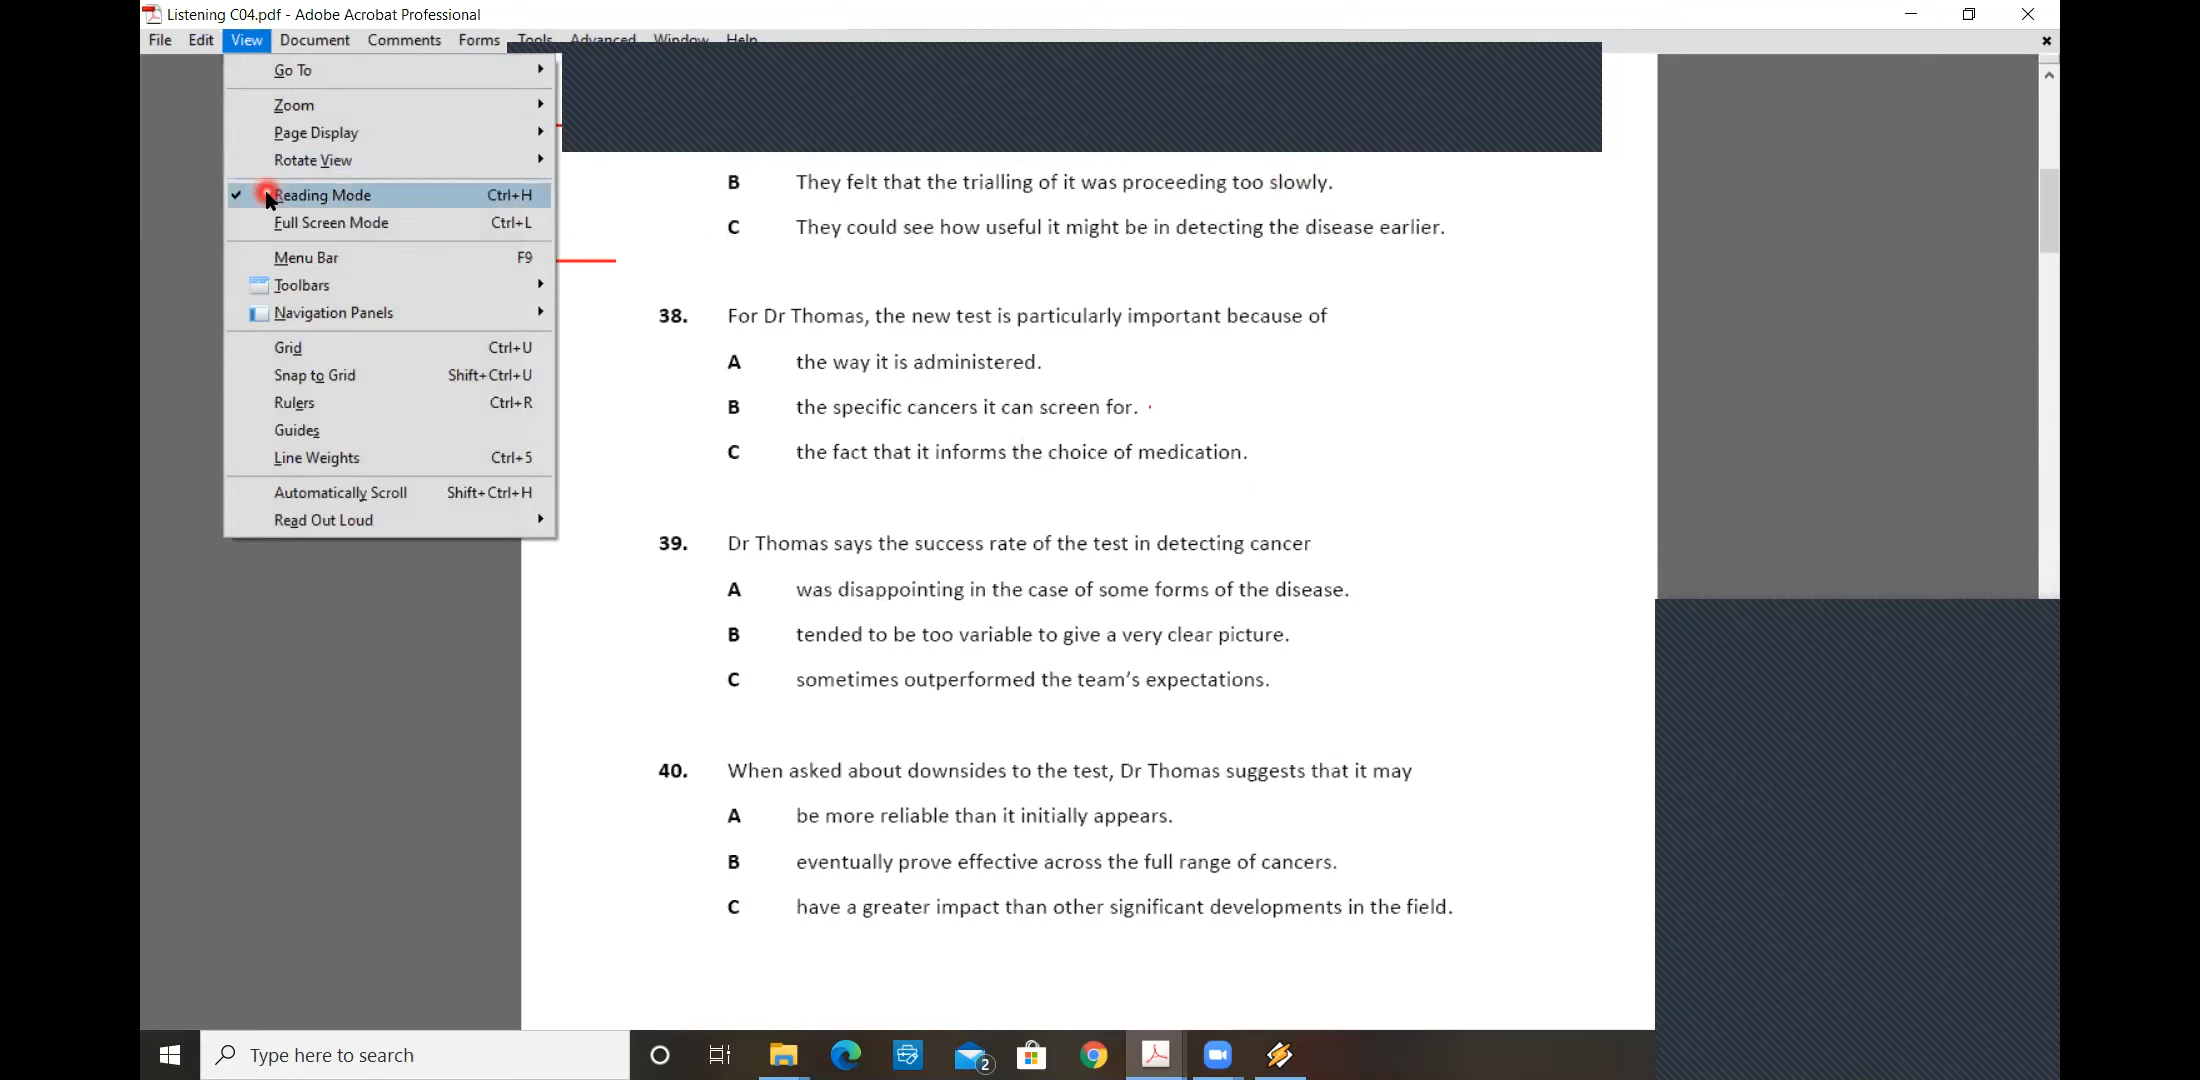 Listening C04.pdf - Adobe Acrobat Professional
File Edit View Document Comments Forms Tools Advanced Window Help
Go To
Zoom
Page Display
Rotate View
Reading Mode Ctrl+H
Full Screen Mode Ctrl+L
Menu Bar F9
Toolbars
Navigation Panels
Grid Ctrl+U
Snap to Grid Shift+Ctrl+U
Rulers Ctrl+R
Guides
Line Weights Ctrl+5
Automatically Scroll Shift+Ctrl+H
Read Out Loud
B They felt that the trialling of it was proceeding too slowly.
C They could see how useful it might be in detecting the disease earlier.
38. For Dr Thomas, the new test is particularly important because of
A the way it is administered.
B the specific cancers it can screen for.
C the fact that it informs the choice of medication.
39. Dr Thomas says the success rate of the test in detecting cancer
A was disappointing in the case of some forms of the disease.
B tended to be too variable to give a very clear picture.
C sometimes outperformed the team's expectations.
40. When asked about downsides to the test, Dr Thomas suggests that it may
A be more reliable than it initially appears.
B eventually prove effective across the full range of cancers.
C have a greater impact than other significant developments in the field.
Type here to search
2